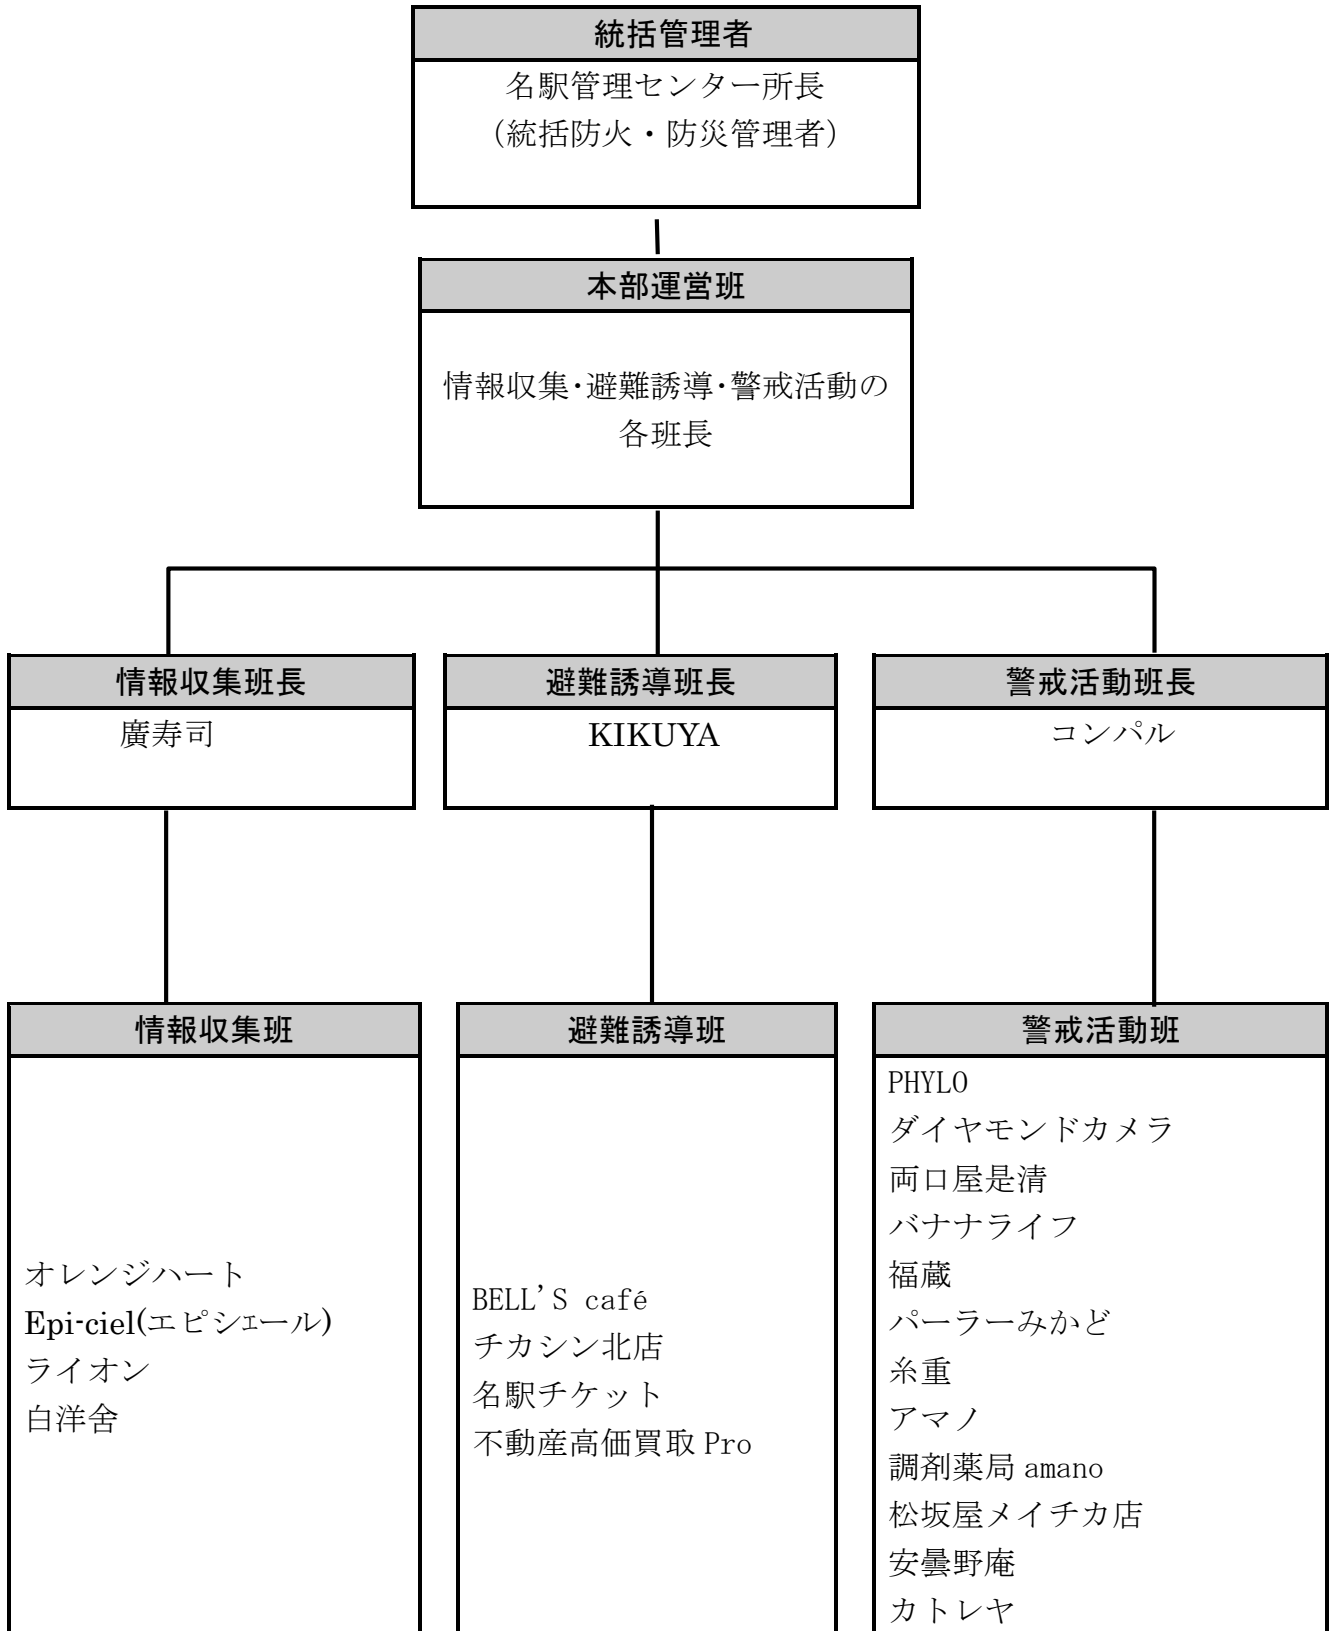 統括管理者
名駅管理センター所長
(統括防火・防災管理者)
本部運営班
情報収集・避難誘導・警戒活動の
各班長
情報収集班長
廣寿司
避難誘導班長
KIKUYA
警戒活動班長
コンパル
情報収集班
オレンジハート
Epi-ciel(エピシェール)
ライオン
白洋舍
避難誘導班
BELL'S café
チカシン北店
名駅チケット
不動産高価買取 Pro
警戒活動班
PHYLO
ダイヤモンドカメラ
両口屋是清
バナナライフ
福蔵
パーラーみかど
糸重
アマノ
調剤薬局 amano
松坂屋メイチカ店
安曇野庵
カトレヤ